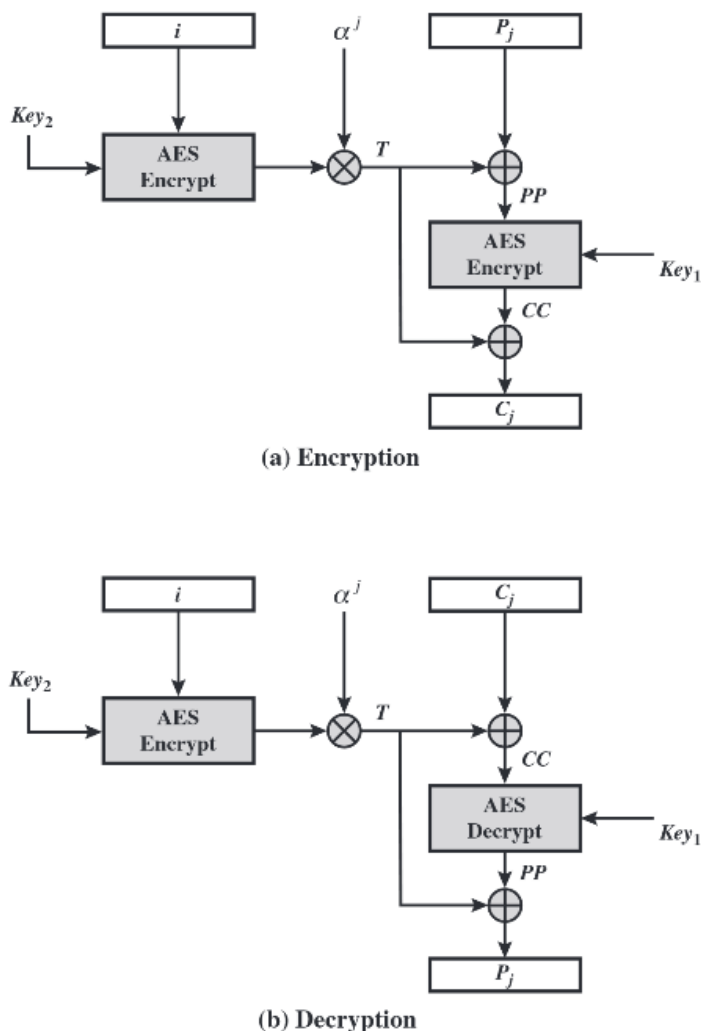 i
α^j
P_j
Key_2
AES
Encrypt
T
PP
AES
Encrypt
Key_1
CC
C_j
(a) Encryption
i
α^j
C_j
Key_2
AES
Encrypt
T
CC
AES
Decrypt
Key_1
PP
P_j
(b) Decryption